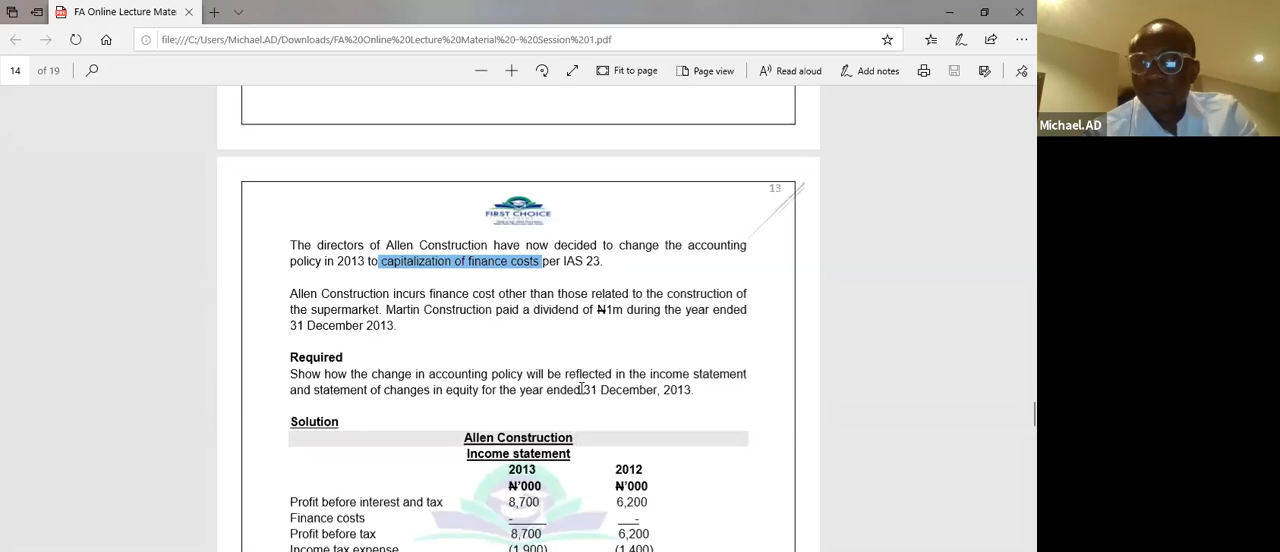 FA Online Lecture Mate
file:///C:/Users/Michael.AD/Downloads/FA%20Online%20Lecture%20Material%20-%20Session%201.pdf
14 of 19
Fit to page
Page view
Read aloud
Add notes
Michael.AD
13
FIRST CHOICE
The directors of Allen Construction have now decided to change the accounting
policy in 2013 to capitalization of finance costs per IAS 23.
Allen Construction incurs finance cost other than those related to the construction of
the supermarket. Martin Construction paid a dividend of ₦1m during the year ended
31 December 2013.
Required
Show how the change in accounting policy will be reflected in the income statement
and statement of changes in equity for the year ended 31 December, 2013.
Solution
Allen Construction
Income statement
2013 2012
₦'000 ₦'000
Profit before interest and tax 8,700 6,200
Finance costs - -
Profit before tax 8,700 6,200
Income tax expense (1,900) (1,400)